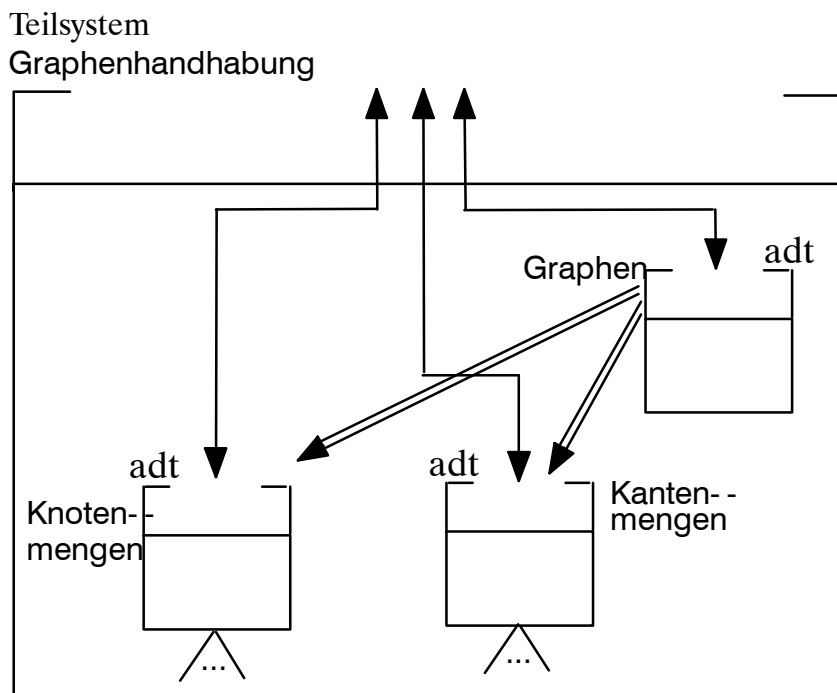 Teilsystem
Graphenhandhabung
adt
Graphen
adt
adt
Knoten--
mengen
Kanten--
mengen
...
...